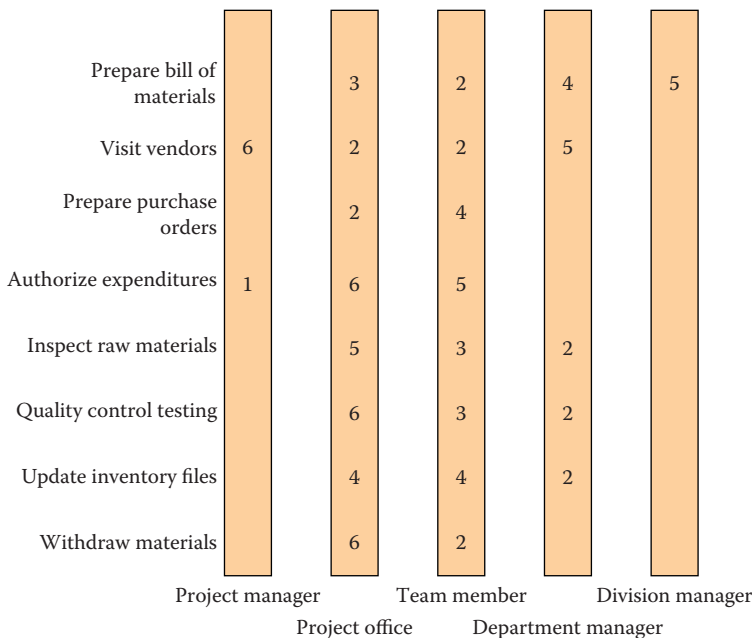 Prepare bill of
materials 3 2 4 5
Visit vendors 6 2 2 5
Prepare purchase
orders 2 4
Authorize expenditures 1 6 5
Inspect raw materials 5 3 2
Quality control testing 6 3 2
Update inventory files 4 4 2
Withdraw materials 6 2
Project manager Team member Division manager
Project office Department manager